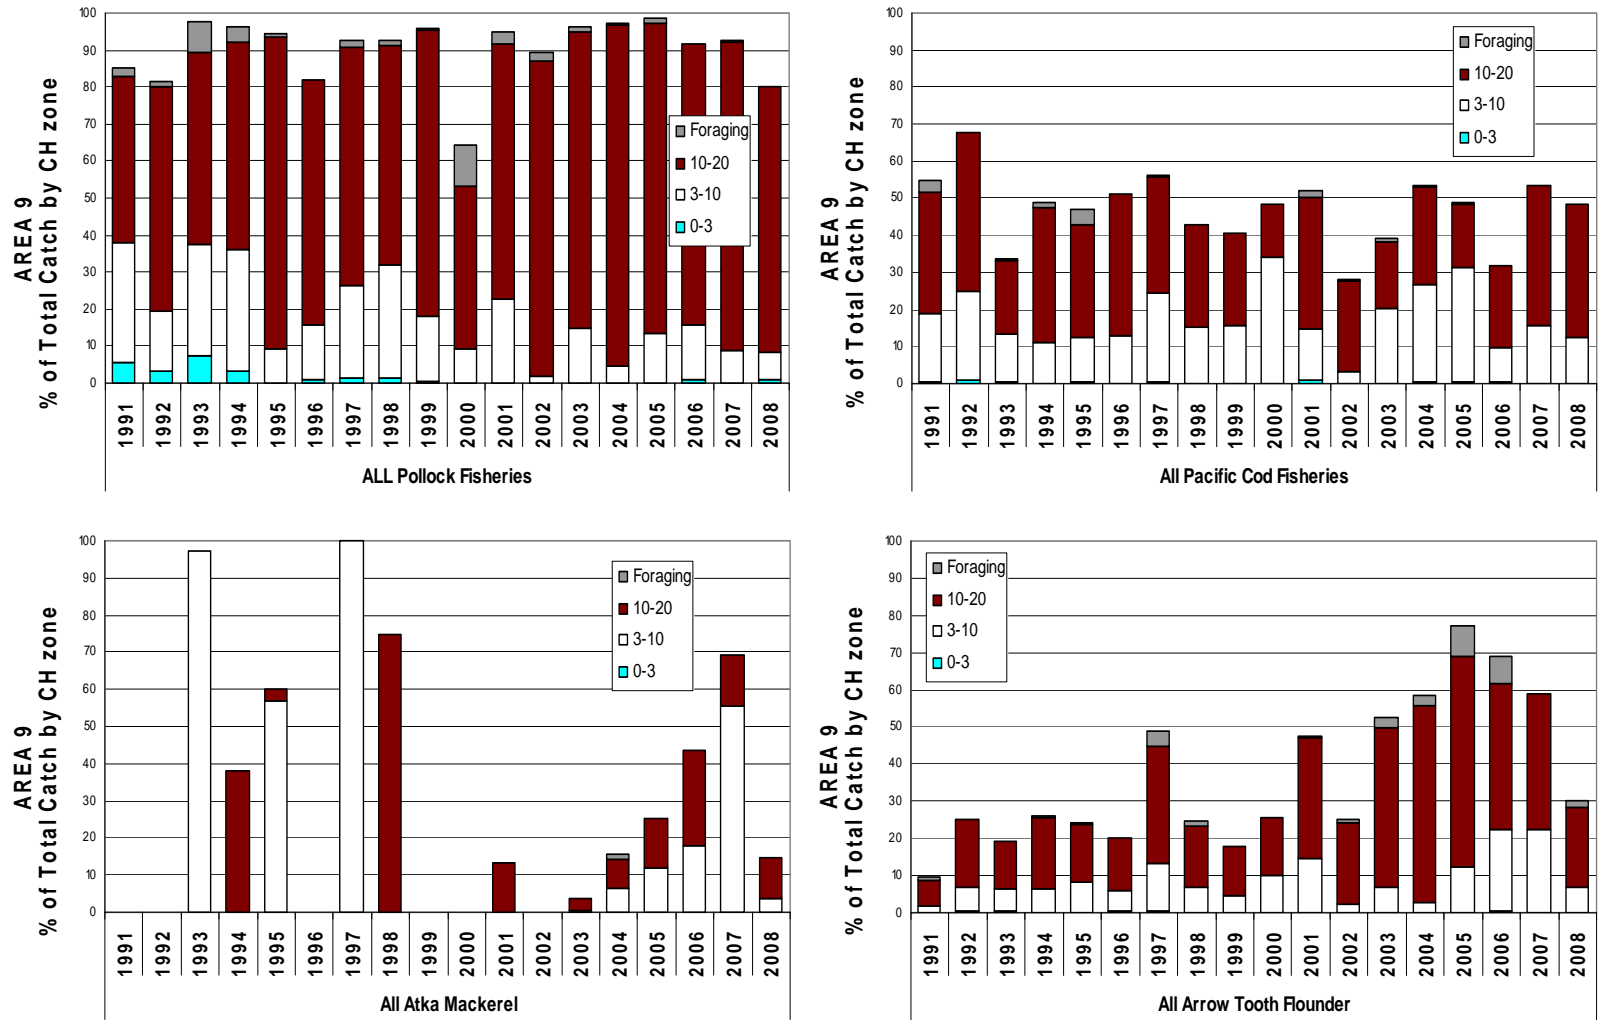 AREA 9
% of Total Catch by CH zone
100
90
80
70
60
50
40
30
20
10
0
Foraging
10-20
3-10
0-3
1991 1992 1993 1994 1995 1996 1997 1998 1999 2000 2001 2002 2003 2004 2005 2006 2007 2008
ALL Pollock Fisheries
AREA 9
% of Total Catch by CH zone
100
90
80
70
60
50
40
30
20
10
0
Foraging
10-20
3-10
0-3
1991 1992 1993 1994 1995 1996 1997 1998 1999 2000 2001 2002 2003 2004 2005 2006 2007 2008
All Pacific Cod Fisheries
AREA 9
% of Total Catch by CH zone
100
90
80
70
60
50
40
30
20
10
0
Foraging
10-20
3-10
0-3
1991 1992 1993 1994 1995 1996 1997 1998 1999 2000 2001 2002 2003 2004 2005 2006 2007 2008
All Atka Mackerel
AREA 9
% of Total Catch by CH zone
100
90
80
70
60
50
40
30
20
10
0
Foraging
10-20
3-10
0-3
1991 1992 1993 1994 1995 1996 1997 1998 1999 2000 2001 2002 2003 2004 2005 2006 2007 2008
All Arrow Tooth Flounder